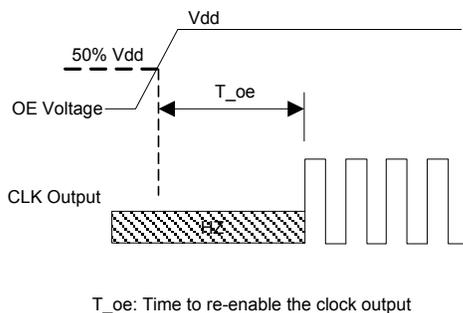 Vdd
50% Vdd
T_oe
OE Voltage
CLK Output
HZ
T_oe: Time to re-enable the clock output